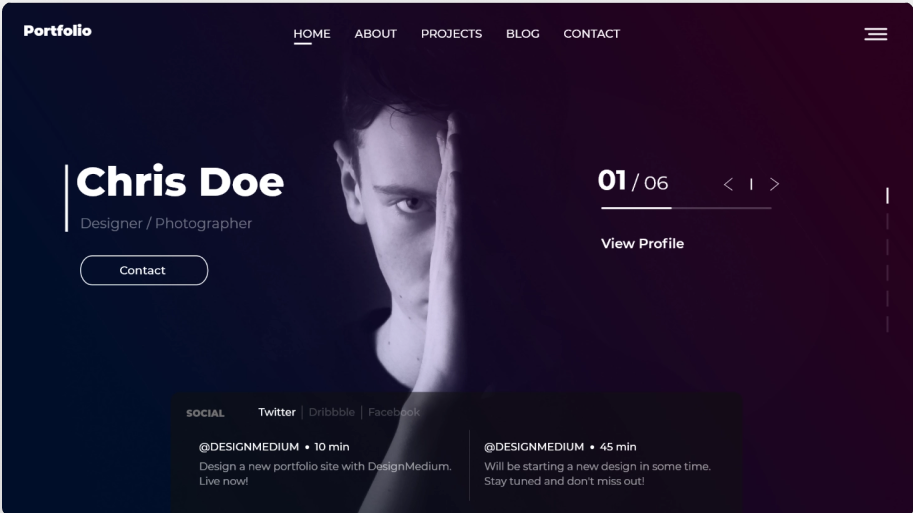 Portfolio
HOME ABOUT PROJECTS BLOG CONTACT
Chris Doe
Designer / Photographer
Contact
01 / 06
View Profile
SOCIAL Twitter Dribbble Facebook
@DESIGNMEDIUM • 10 min
Design a new portfolio site with DesignMedium.
Live now!
@DESIGNMEDIUM • 45 min
Will be starting a new design in some time.
Stay tuned and don't miss out!